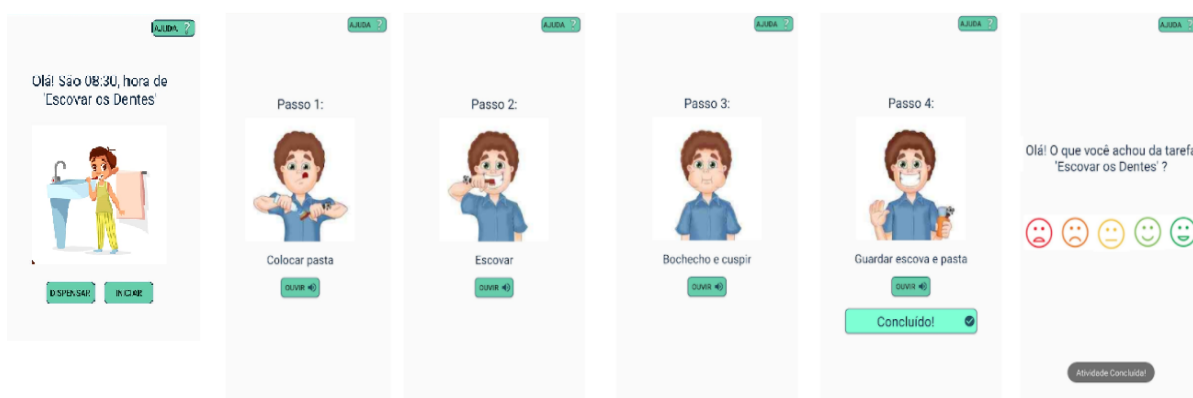 AJUDA ?
Olá! São 08:30, hora de
'Escovar os Dentes'
DISPENSAR
INICIAR
AJUDA ?
Passo 1:
Colocar pasta
OUVIR
AJUDA ?
Passo 2:
Escovar
OUVIR
AJUDA ?
Passo 3:
Bochecho e cuspir
OUVIR
AJUDA ?
Passo 4:
Guardar escova e pasta
OUVIR
Concluído!
AJUDA ?
Olá! O que você achou da tarefa
'Escovar os Dentes' ?
Atividade Concluída!